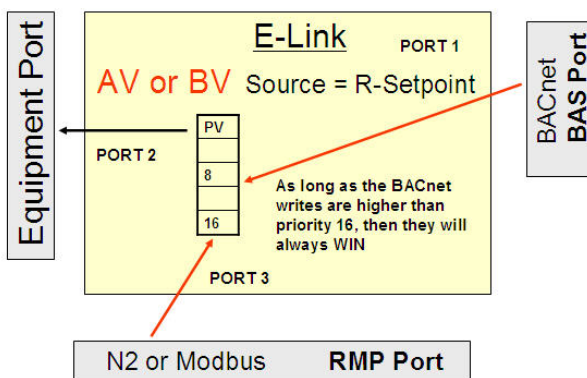 E-Link
PORT 1
AV or BV Source = R-Setpoint
Equipment Port
BACnet
BAS Port
PV
PORT 2
8
As long as the BACnet
writes are higher than
priority 16, then they will
always WIN
16
PORT 3
N2 or Modbus RMP Port